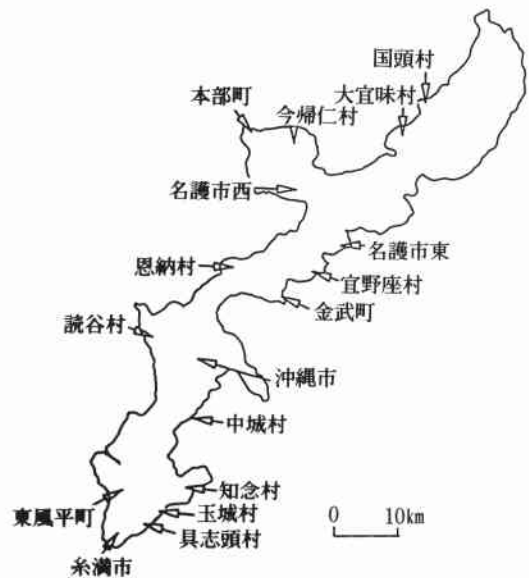 国頭村
大宜味村
本部町
今帰仁村
名護市西
名護市東
恩納村
宜野座村
金武町
読谷村
沖縄市
中城村
知念村
東風平町
玉城村
具志頭村
糸満市
0 10km